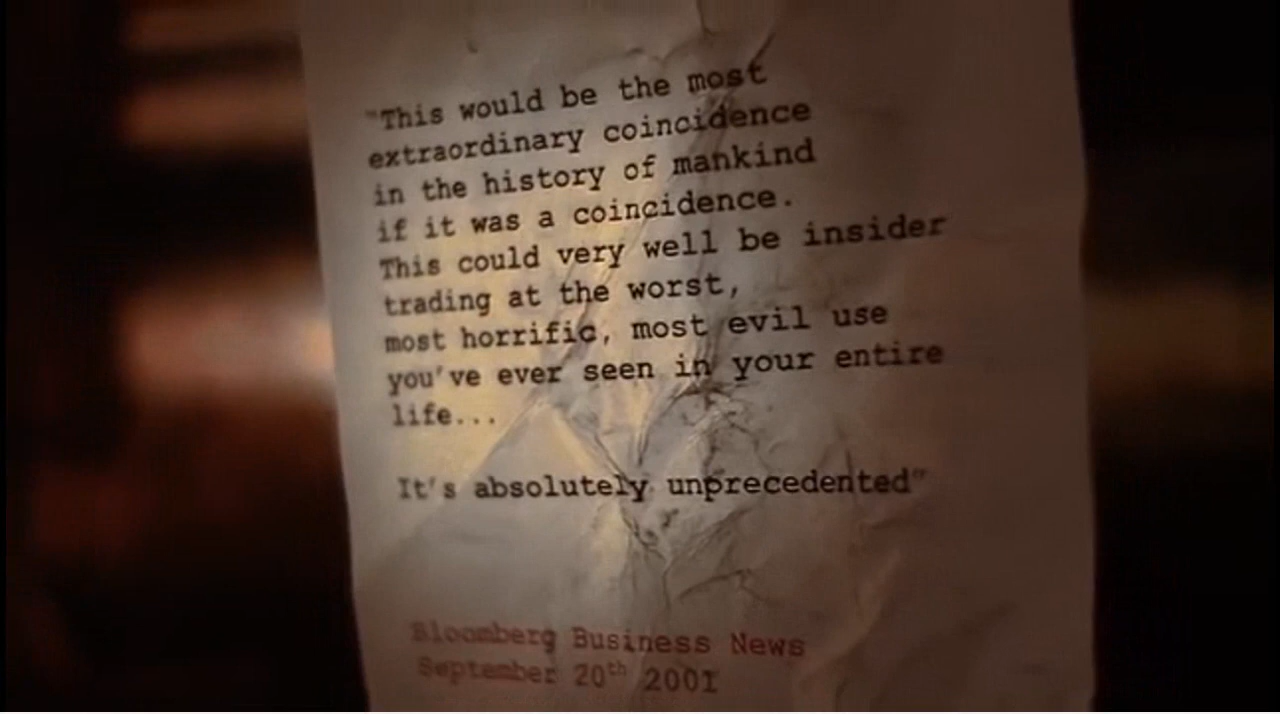 "This would be the most
extraordinary coincidence
in the history of mankind
if it was a coincidence.
This could very well be insider
trading at the worst,
most horrific, most evil use
you've ever seen in your entire
life...
It's absolutely unprecedented"
Bloomberg Business News
September 20th 2001